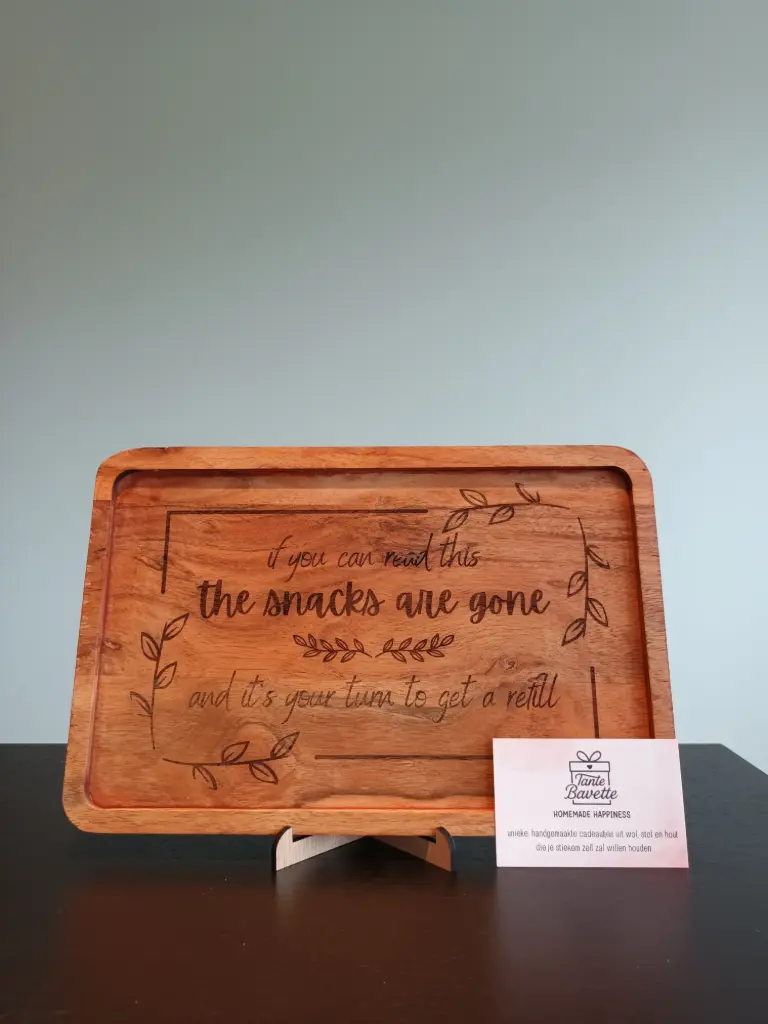 if you can read this
the snacks are gone
and it's your turn to get a refill
Tante
Bavette
HOMEMADE HAPPINESS
unieke, handgemaakte cadeautjes uit wol, stof en hout
die je stiekem zelf zal willen houden